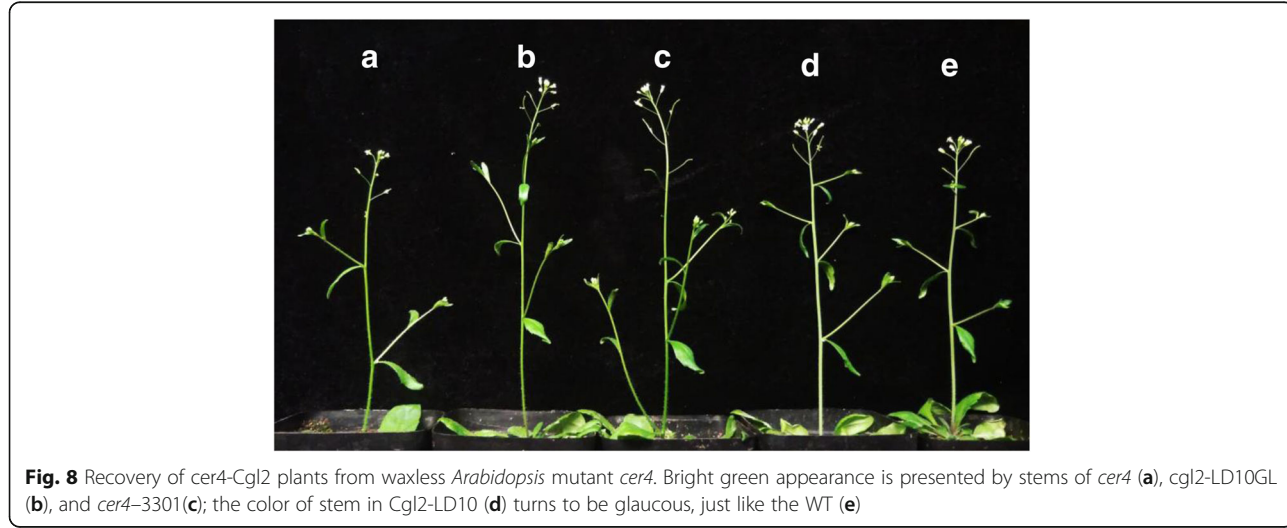 a b c d e
Fig. 8 Recovery of cer4-Cgl2 plants from waxless Arabidopsis mutant cer4. Bright green appearance is presented by stems of cer4 (a), cgl2-LD10GL
(b), and cer4–3301(c); the color of stem in Cgl2-LD10 (d) turns to be glaucous, just like the WT (e)